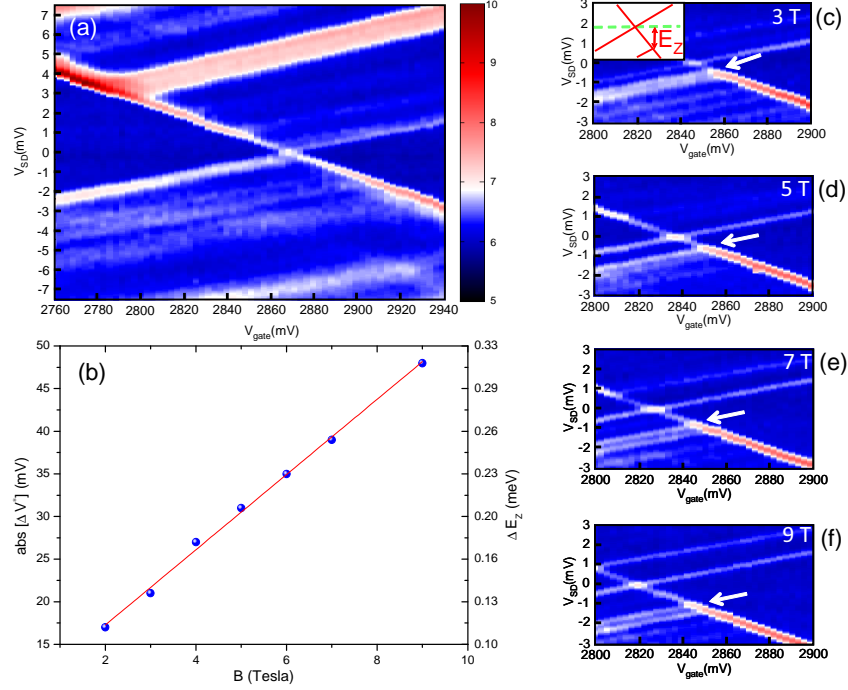 (a)
7
6
5
4
3
2
1
0
-1
-2
-3
-4
-5
-6
-7
V_SD(mV)
2760 2780 2800 2820 2840 2860 2880 2900 2920 2940
V_gate(mV)
10
9
8
7
6
5
(b)
50
45
40
35
30
25
20
15
abs [Δ V*] (mV)
0.33
0.31
0.29
0.26
0.23
0.20
0.16
0.13
0.10
Δ E_Z (meV)
2 4 6 8 10
B (Tesla)
3 T (c)
E_Z
3
2
1
0
-1
-2
-3
V_SD(mV)
2800 2820 2840 2860 2880 2900
V_gate(mV)
5 T (d)
3
2
1
0
-1
-2
-3
V_SD(mV)
2800 2820 2840 2860 2880 2900
V_gate(mV)
7 T (e)
3
2
1
0
-1
-2
-3
V_SD(mV)
2800 2820 2840 2860 2880 2900
V_gate(mV)
9 T (f)
3
2
1
0
-1
-2
-3
V_SD(mV)
2800 2820 2840 2860 2880 2900
V_gate(mV)